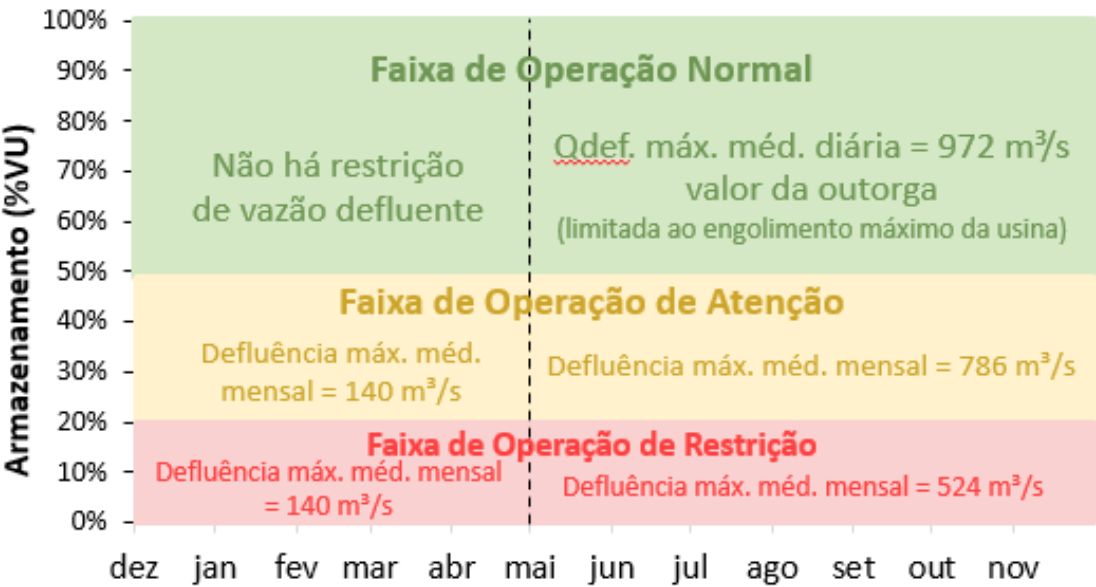 100%
90%
80%
70%
60%
50%
40%
30%
20%
10%
0%
Armazenamento (%VU)
Faixa de Operação Normal
Não há restrição
de vazão defluente
Qdef. máx. méd. diária = 972 m³/s
valor da outorga
(limitada ao engolimento máximo da usina)
Faixa de Operação de Atenção
Defluência máx. méd.
mensal = 140 m³/s
Defluência máx. méd. mensal = 786 m³/s
Faixa de Operação de Restrição
Defluência máx. méd. mensal
= 140 m³/s
Defluência máx. méd. mensal = 524 m³/s
dez jan fev mar abr mai jun jul ago set out nov